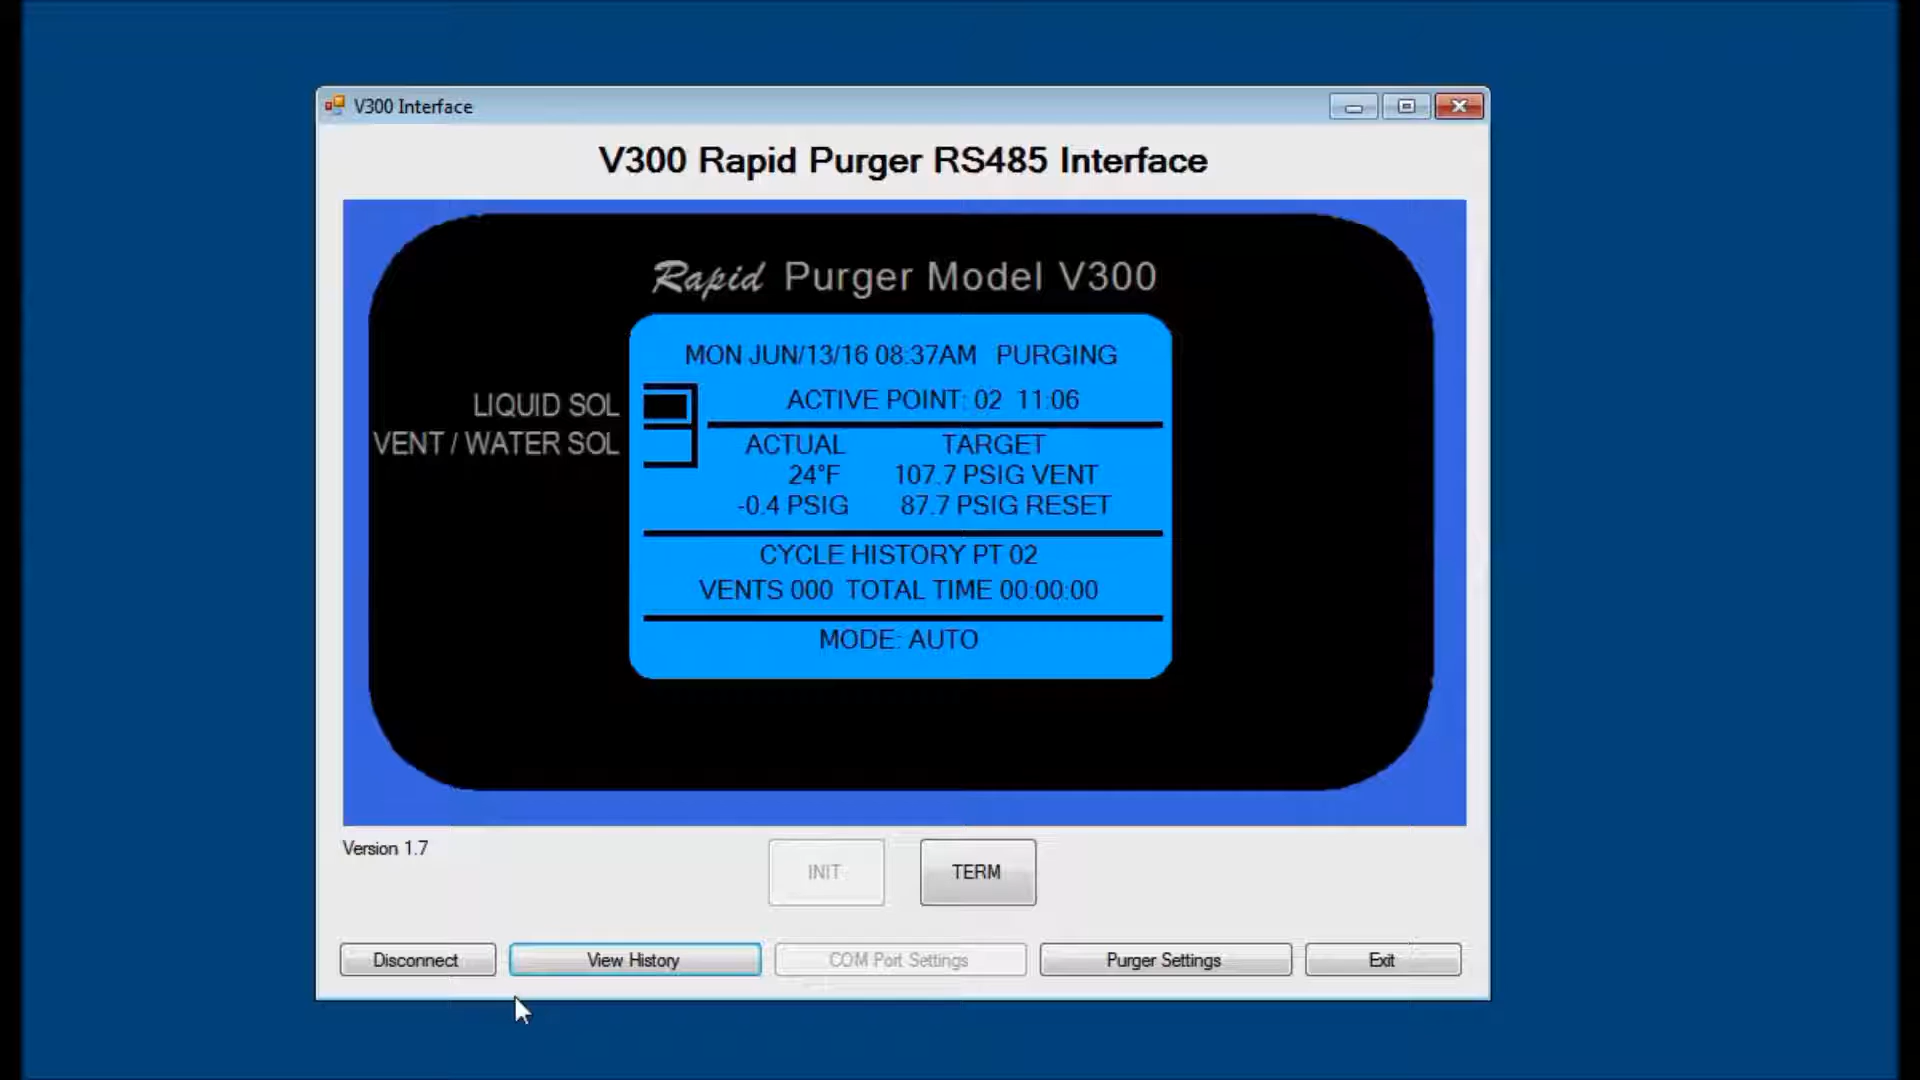 V300 Interface
V300 Rapid Purger RS485 Interface
Rapid Purger Model V300
MON JUN/13/16 08:37AM PURGING
LIQUID SOL
ACTIVE POINT: 02 11:06
VENT / WATER SOL
ACTUAL TARGET
24°F 107.7 PSIG VENT
-0.4 PSIG 87.7 PSIG RESET
CYCLE HISTORY PT 02
VENTS 000 TOTAL TIME 00:00:00
MODE: AUTO
Version 1.7
INIT TERM
Disconnect View History COM Port Settings Purger Settings Exit